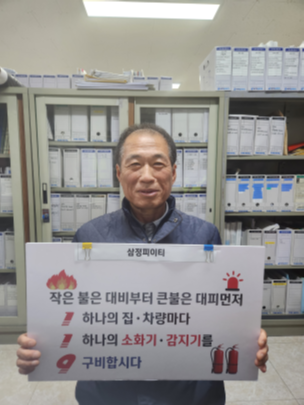 삼정피이티
작은 불은 대비부터 큰불은 대피먼저
1 하나의 집·차량마다
1 하나의 소화기·감지기를
9 구비합시다